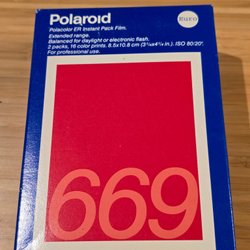 Polaroid
Polacolor ER Instant Pack Film.
Extended range.
Balanced for daylight or electronic flash.
2 packs, 16 color prints. 8.5x10.8 cm (3¼x4¼ in.). ISO 80/20°.
For professional use.
Euro
669